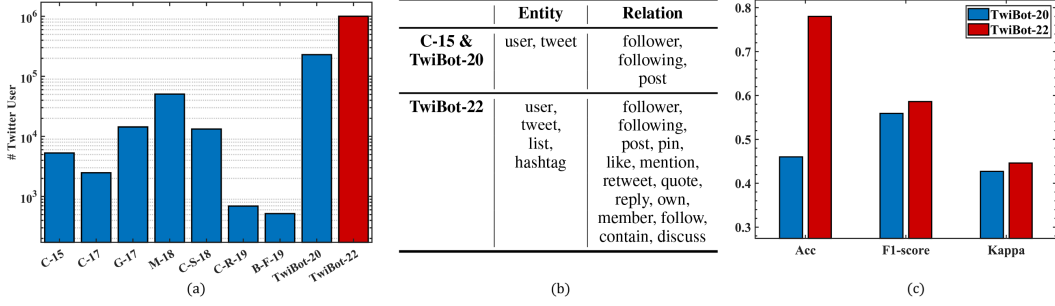 10^6
10^5
10^4
10^3
# Twitter User
C-15
C-17
G-17
M-18
C-S-18
C-R-19
B-F-19
TwiBot-20
TwiBot-22
(a)
Entity Relation
C-15 & user, tweet follower,
TwiBot-20 following,
post
TwiBot-22 user, follower,
tweet, following,
list, post, pin,
hashtag like, mention,
retweet, quote,
reply, own,
member, follow,
contain, discuss
(b)
TwiBot-20
TwiBot-22
0.8
0.7
0.6
0.5
0.4
0.3
Acc F1-score Kappa
(c)